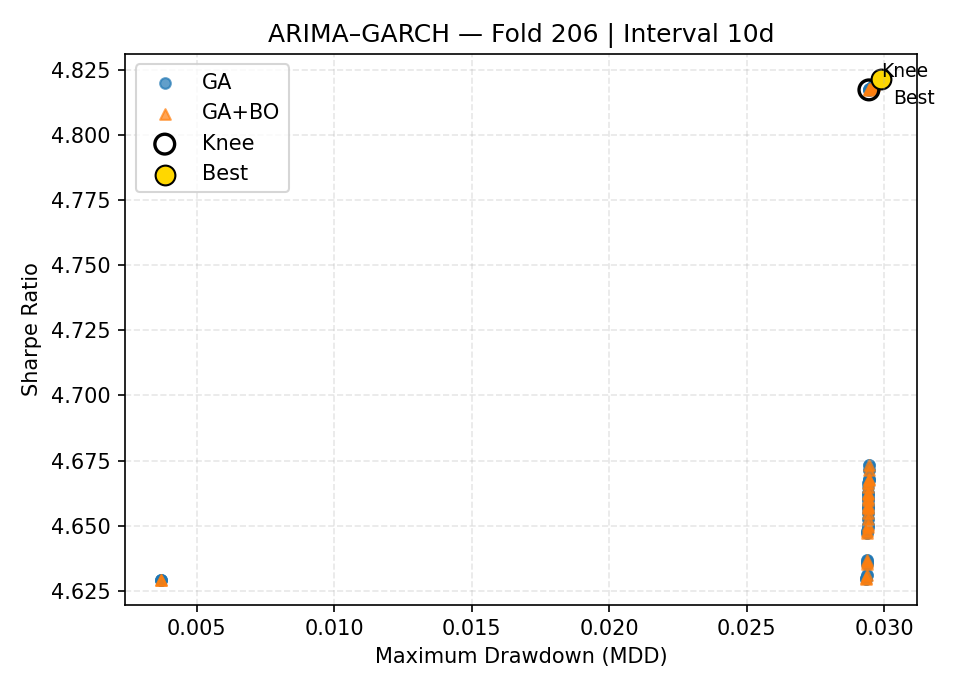 ARIMA–GARCH — Fold 206 | Interval 10d
GA
GA+BO
Knee
Best
Knee
Best
4.825
4.800
4.775
4.750
4.725
4.700
4.675
4.650
4.625
Sharpe Ratio
0.005
0.010
0.015
0.020
0.025
0.030
Maximum Drawdown (MDD)